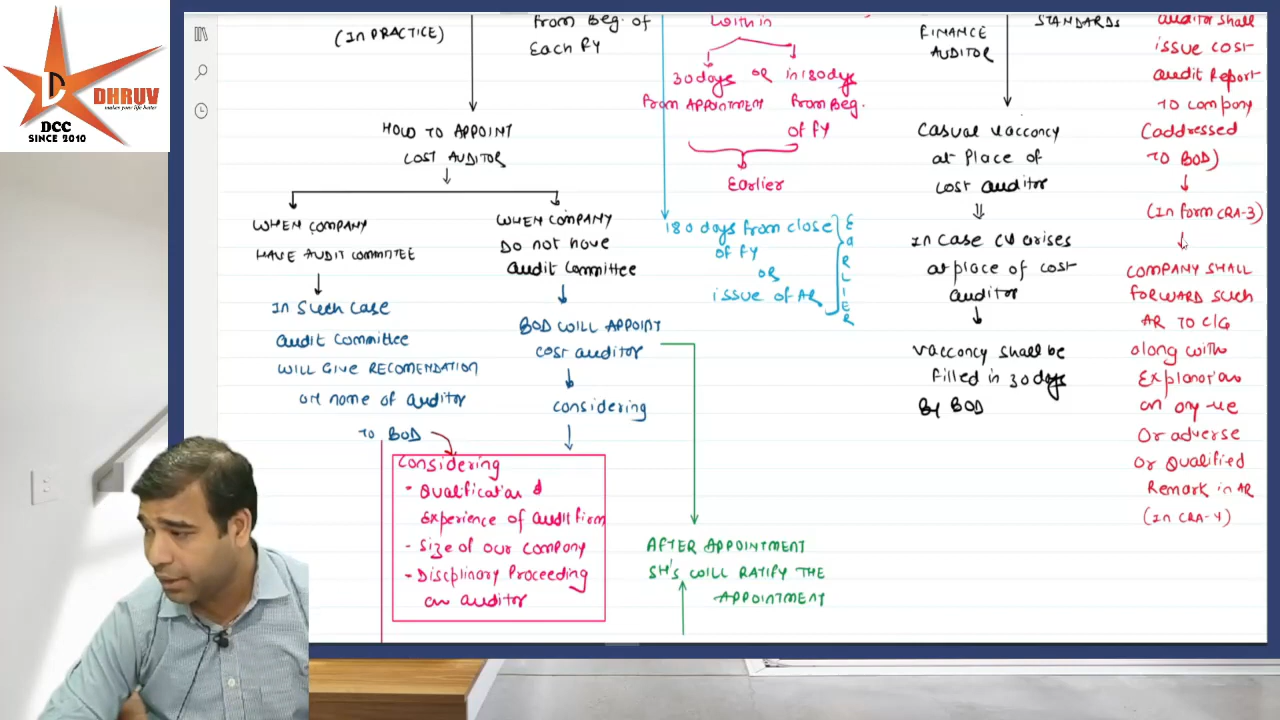 DHRUV
makes your life better
DCC
SINCE 2010
(IN PRACTICE)
From Beg. of
Each FY
HOW TO APPOINT
COST AUDITOR
WHEN COMPANY
HAVE AUDIT COMMITTEE
In Such Case
audit Committee
WILL GIVE RECOMENDATION
on name of auditor
TO BOD
WHEN COMPANY
DO NOT HAVE
audit Committee
BOD WILL APPOINT
cost auditor
considering
Considering
- Qualification &
experience of audit firm
- Size of our company
- Disciplinary Proceeding
on auditor
within
30 days OR in 180 days
From APPOINTMENT From Beg.
of FY
Earlier
180 days from close
of FY
OR
issue of AR
EARLIER
AFTER APPOINTMENT
SH'S WILL RATIFY THE
APPOINTMENT
FINANCE
AUDITOR
STANDARDS
Casual vaccancy
at Place of
cost auditor
In case CV arises
at place of cost
auditor
vaccancy shall be
filled in 30 days
By BOD
auditor shall
issue cost
audit Report
TO company
(addressed
TO BOD)
(In form CRA-3)
COMPANY SHALL
FORWARD SUCH
AR TO C/G
along with
Explanation
on any -ve
Or adverse
Or Qualified
Remark in AR
(In CRA-4)